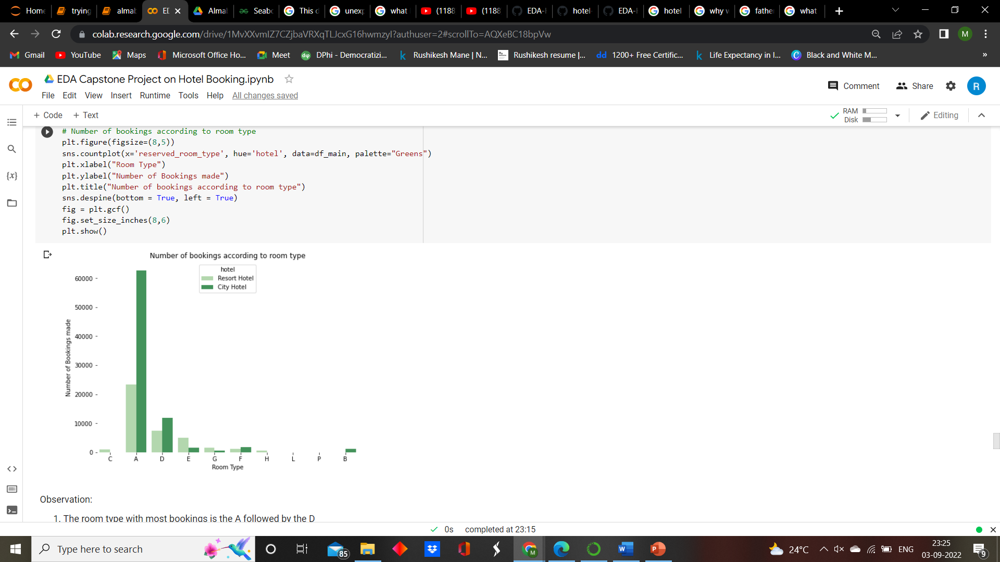 Home
trying
almab
E
Almab
Seabo
This d
unexp
what
(1188
(1188
EDA-H
hotel-
EDA-H
hotel
why w
father
what
colab.research.google.com/drive/1MvXXvmIZ7CZjbaVRXqTLJcxG16hwmzyI?authuser=2#scrollTo=AQXeBC18bpVw
M
Gmail
YouTube
Maps
Microsoft Office Ho...
Meet
DPhi - Democratizi...
Rushikesh Mane | N...
Rushikesh resume |...
1200+ Free Certific...
Life Expectancy in I...
Black and White M...
»
EDA Capstone Project on Hotel Booking.ipynb
Comment
Share
R
File Edit View Insert Runtime Tools Help All changes saved
+ Code + Text
RAM
Disk
Editing
# Number of bookings according to room type
plt.figure(figsize=(8,5))
sns.countplot(x='reserved_room_type', hue='hotel', data=df_main, palette="Greens")
plt.xlabel("Room Type")
plt.ylabel("Number of Bookings made")
plt.title("Number of bookings according to room type")
sns.despine(bottom = True, left = True)
fig = plt.gcf()
fig.set_size_inches(8,6)
plt.show()
Number of bookings according to room type
hotel
Resort Hotel
City Hotel
60000
50000
40000
30000
20000
10000
0
Number of Bookings made
C A D E G F H L P B
Room Type
Observation:
1. The room type with most bookings is the A followed by the D
0s completed at 23:15
Type here to search
85
24°C
ENG
23:25
03-09-2022
9